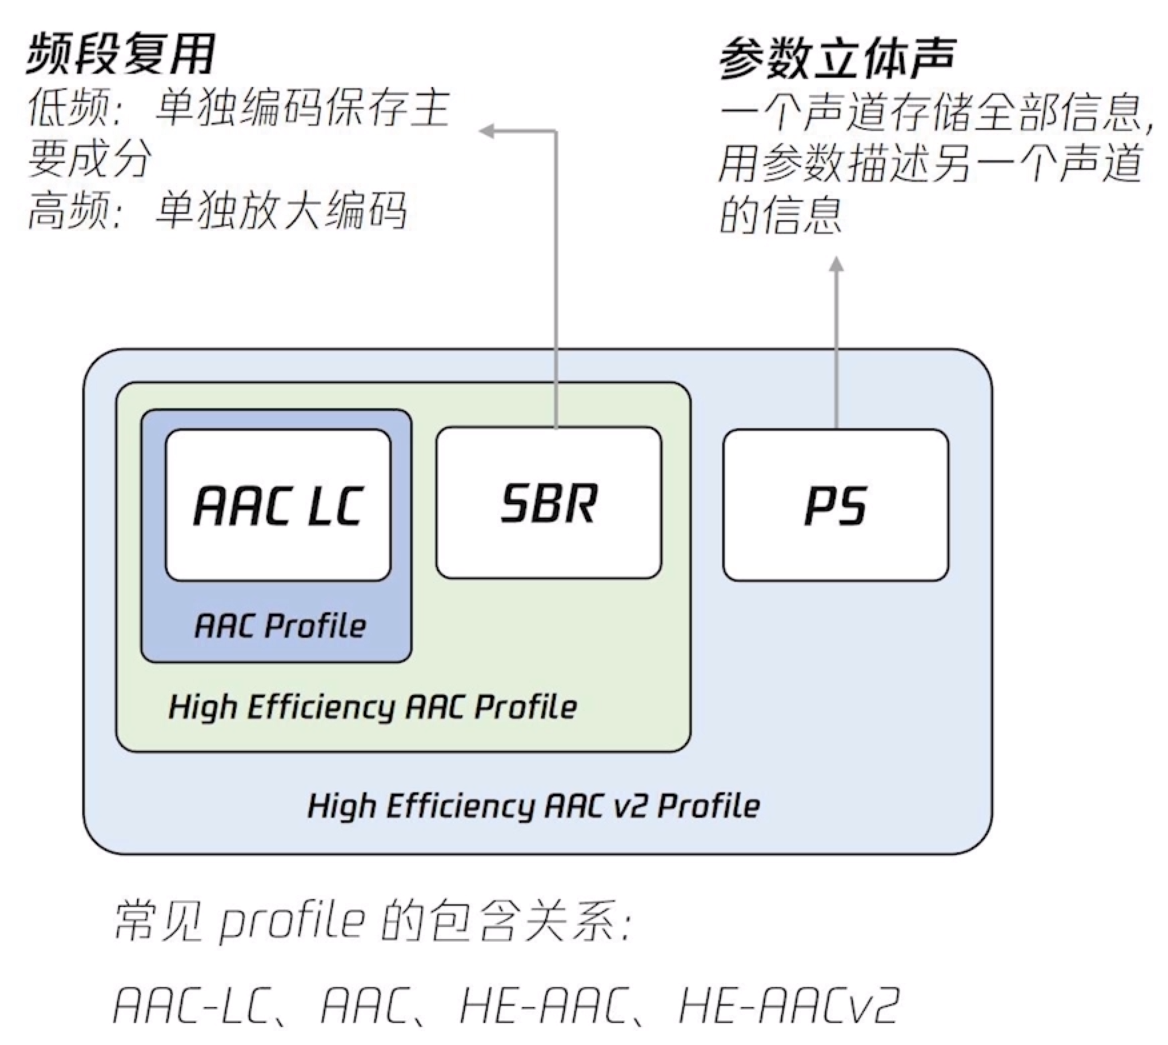 频段复用
低频：单独编码保存主
要成分
高频：单独放大编码
参数立体声
一个声道存储全部信息,
用参数描述另一个声道
的信息
AAC LC
SBR
PS
AAC Profile
High Efficiency AAC Profile
High Efficiency AAC v2 Profile
常见 profile 的包含关系：
AAC-LC、AAC、HE-AAC、HE-AACv2